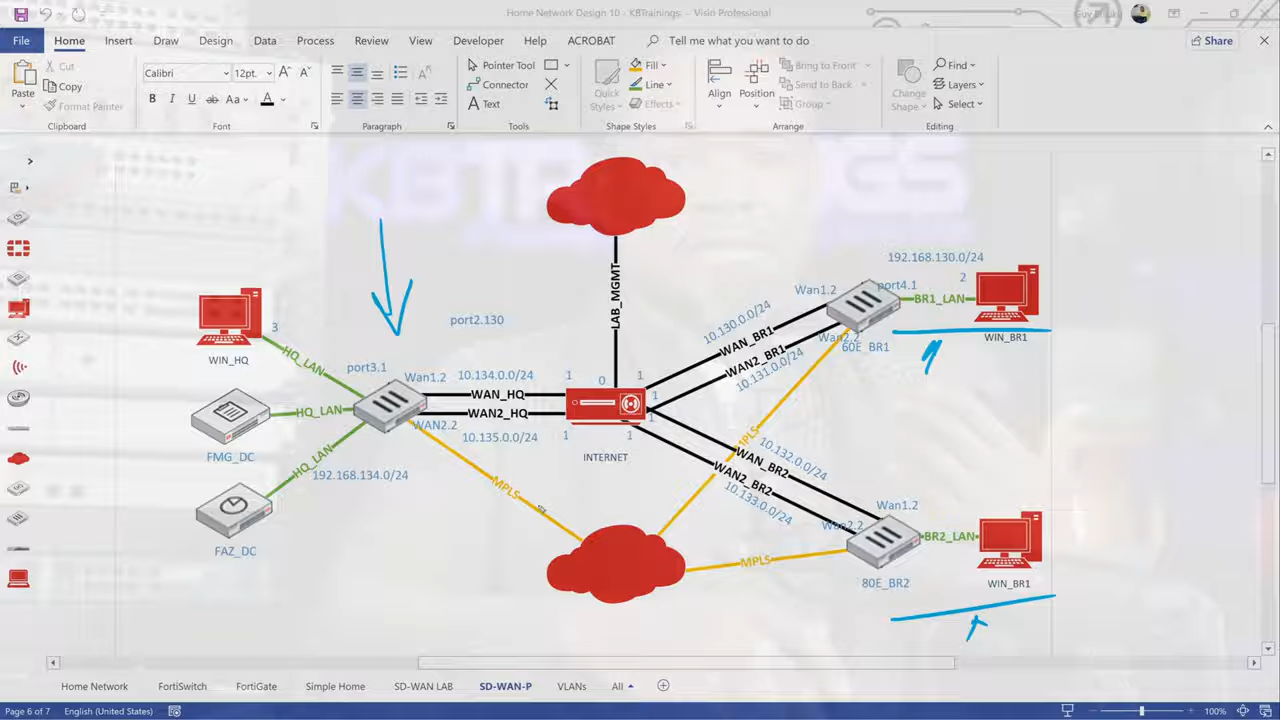 Home Network Design 10 - KBTrainings - Visio Professional
File Home Insert Draw Design Data Process Review View Developer Help ACROBAT Tell me what you want to do Share
Paste
Cut
Copy
Format Painter
Clipboard
Calibri 12pt.
Font
Paragraph
Pointer Tool
Connector
Text
Tools
Quick Styles
Fill
Line
Effects
Shape Styles
Align
Position
Bring to Front
Send to Back
Group
Arrange
Change Shape
Find
Layers
Select
Editing
LAB_MGMT
192.168.130.0/24
2
Wan1.2
port4.1
BR1_LAN
WIN_BR1
10.130.0.0/24
WAN_BR1
WAN2_BR1
10.131.0.0/24
Wan2.2
60E_BR1
port2.130
3
WIN_HQ
HQ_LAN
port3.1
Wan1.2
10.134.0.0/24
1
0
1
WAN_HQ
1
HQ_LAN
WAN2_HQ
1
WAN2.2
10.135.0.0/24
1
1
INTERNET
FMG_DC
HQ_LAN
192.168.134.0/24
MPLS
MPLS
10.132.0.0/24
WAN_BR2
WAN2_BR2
10.133.0.0/24
Wan1.2
Wan2.2
BR2_LAN
FAZ_DC
MPLS
80E_BR2
WIN_BR1
Home Network FortiSwitch FortiGate Simple Home SD-WAN LAB SD-WAN-P VLANs All
Page 6 of 7 English (United States) 100%